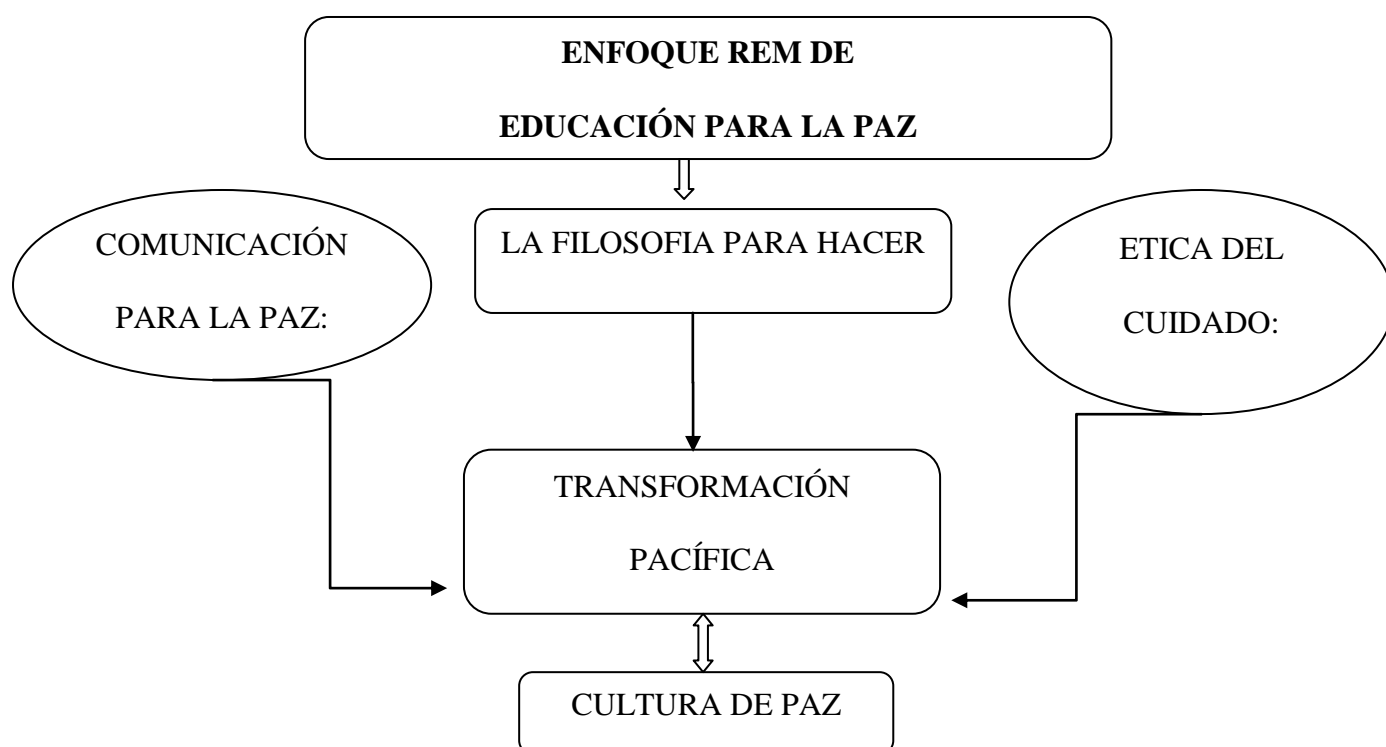 ENFOQUE REM DE
EDUCACIÓN PARA LA PAZ
COMUNICACIÓN
PARA LA PAZ:
LA FILOSOFIA PARA HACER
ETICA DEL
CUIDADO:
TRANSFORMACIÓN
PACÍFICA
CULTURA DE PAZ